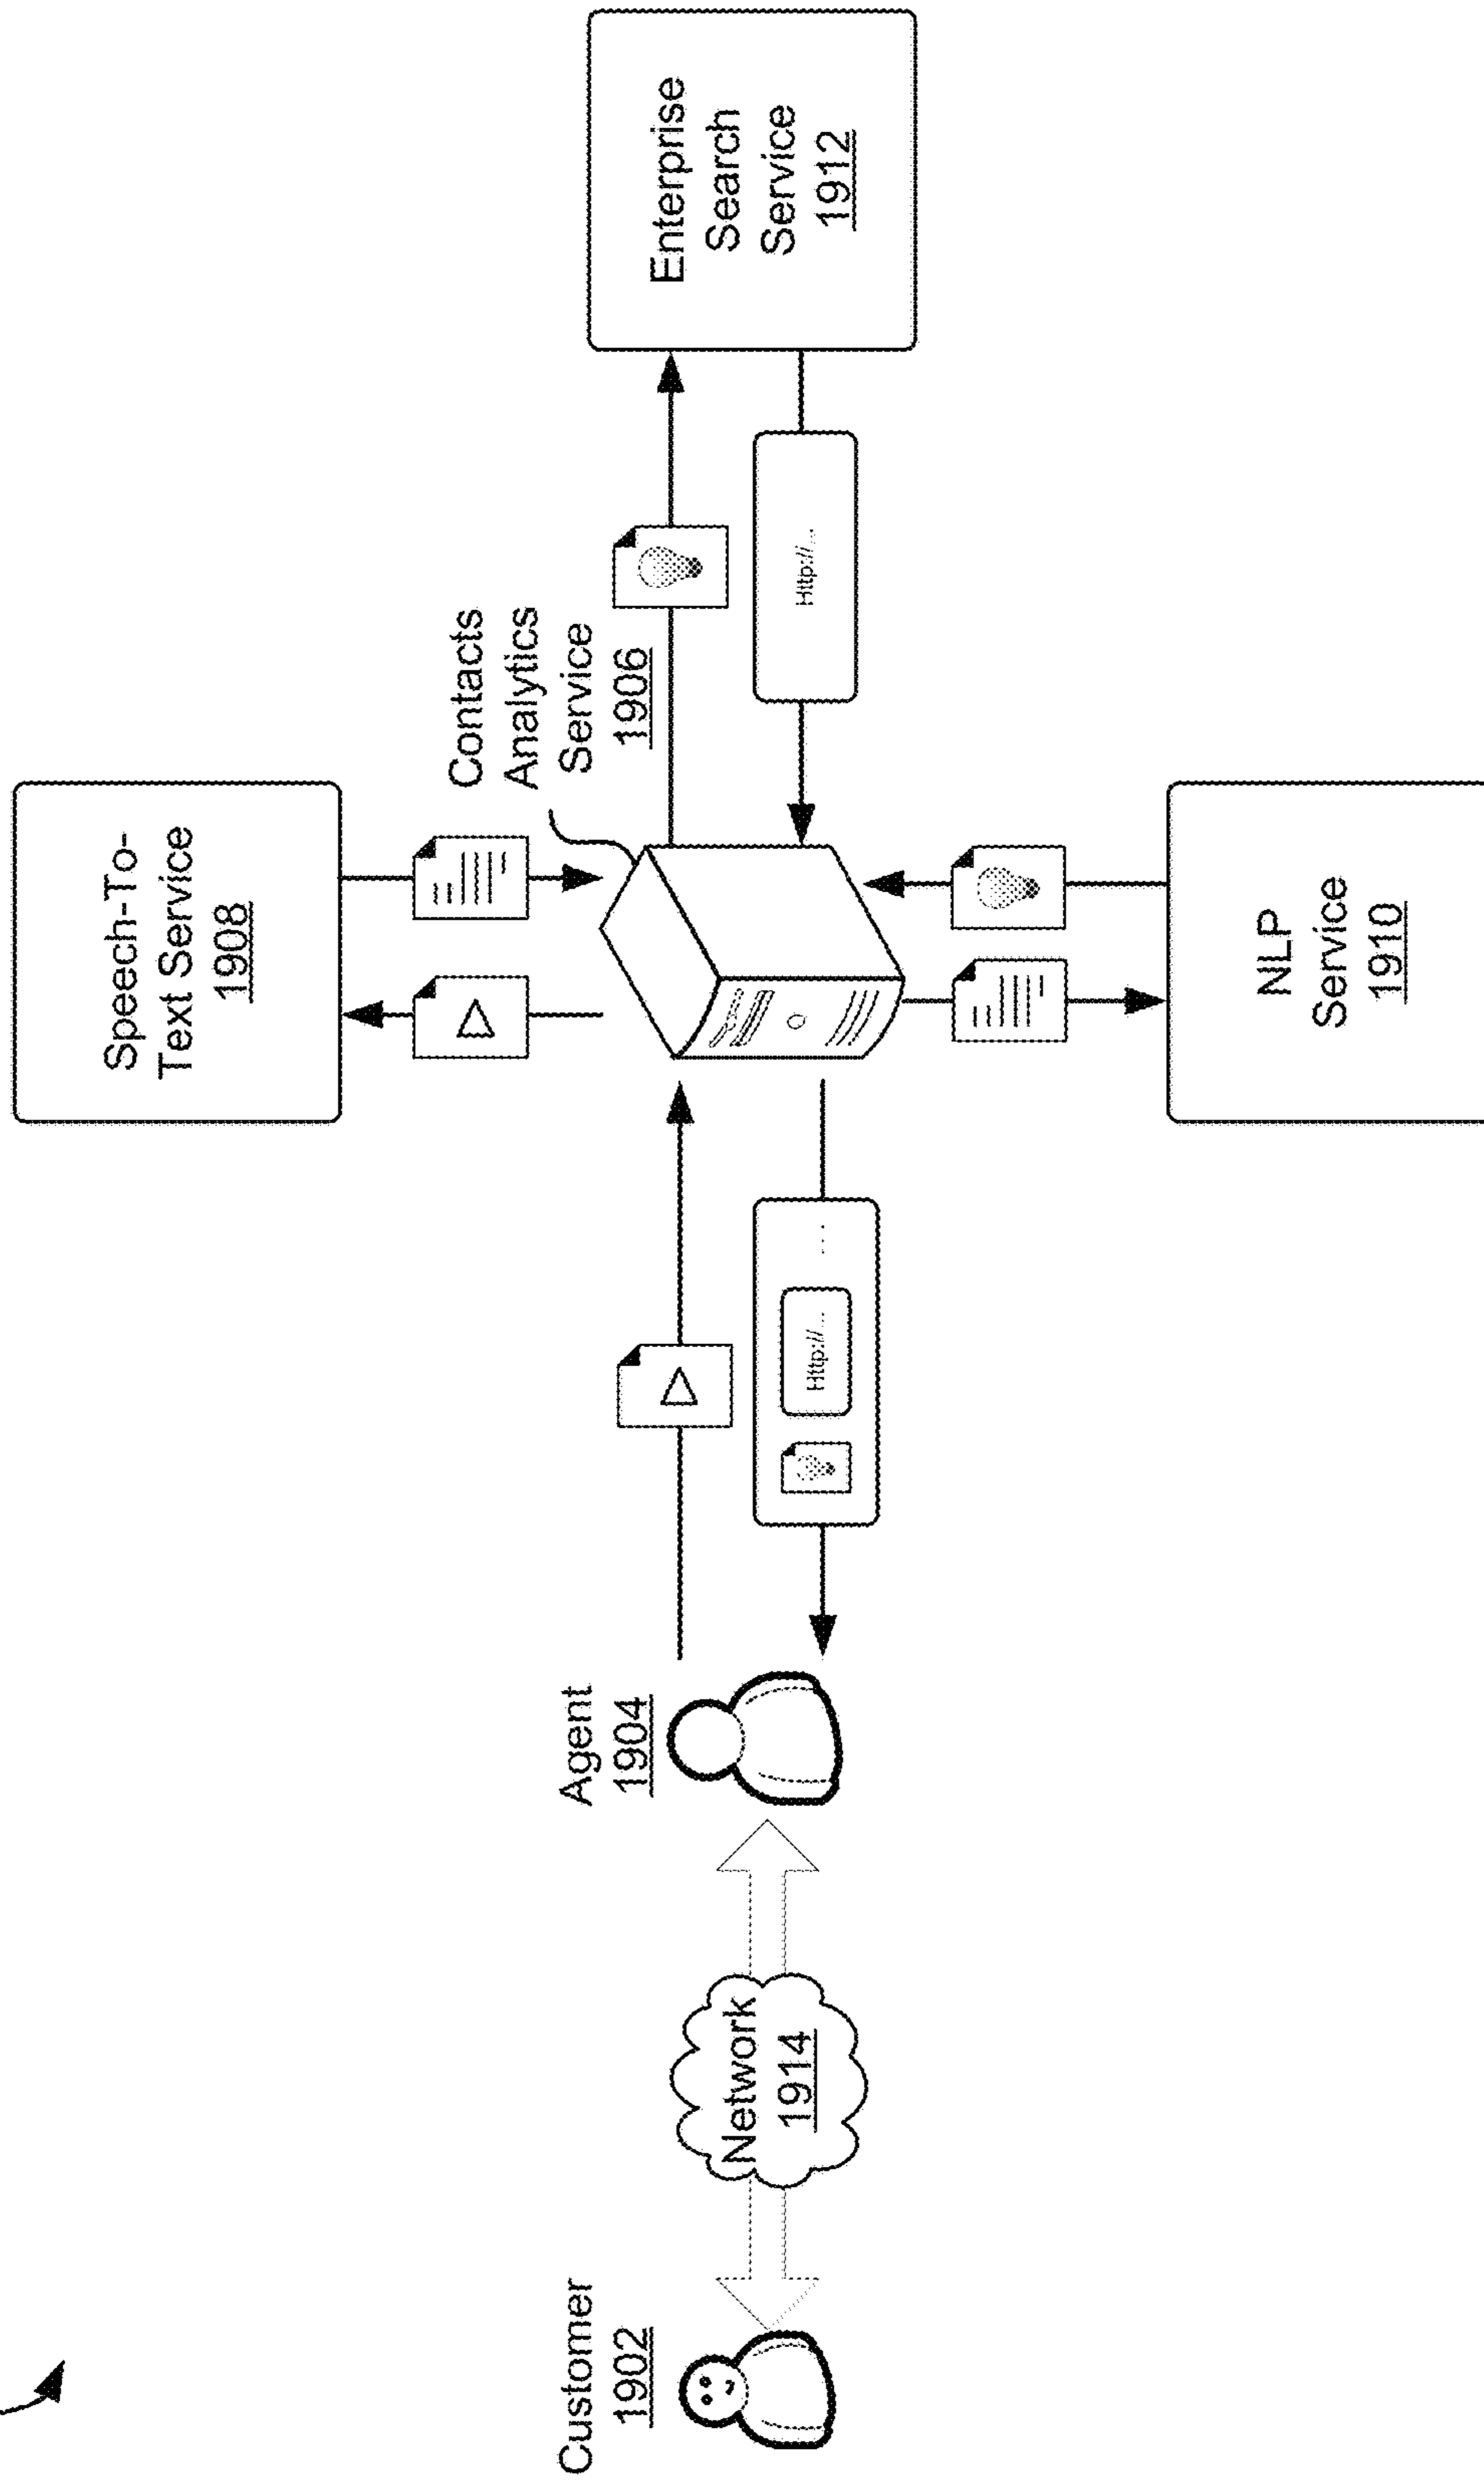 Speech-To-
Text Service
1908
Contacts
Analytics
Service
1906
Enterprise
Search
Service
1912
Http://...
Customer
1902
Network
1914
Agent
1904
Http://...
...
NLP
Service
1910